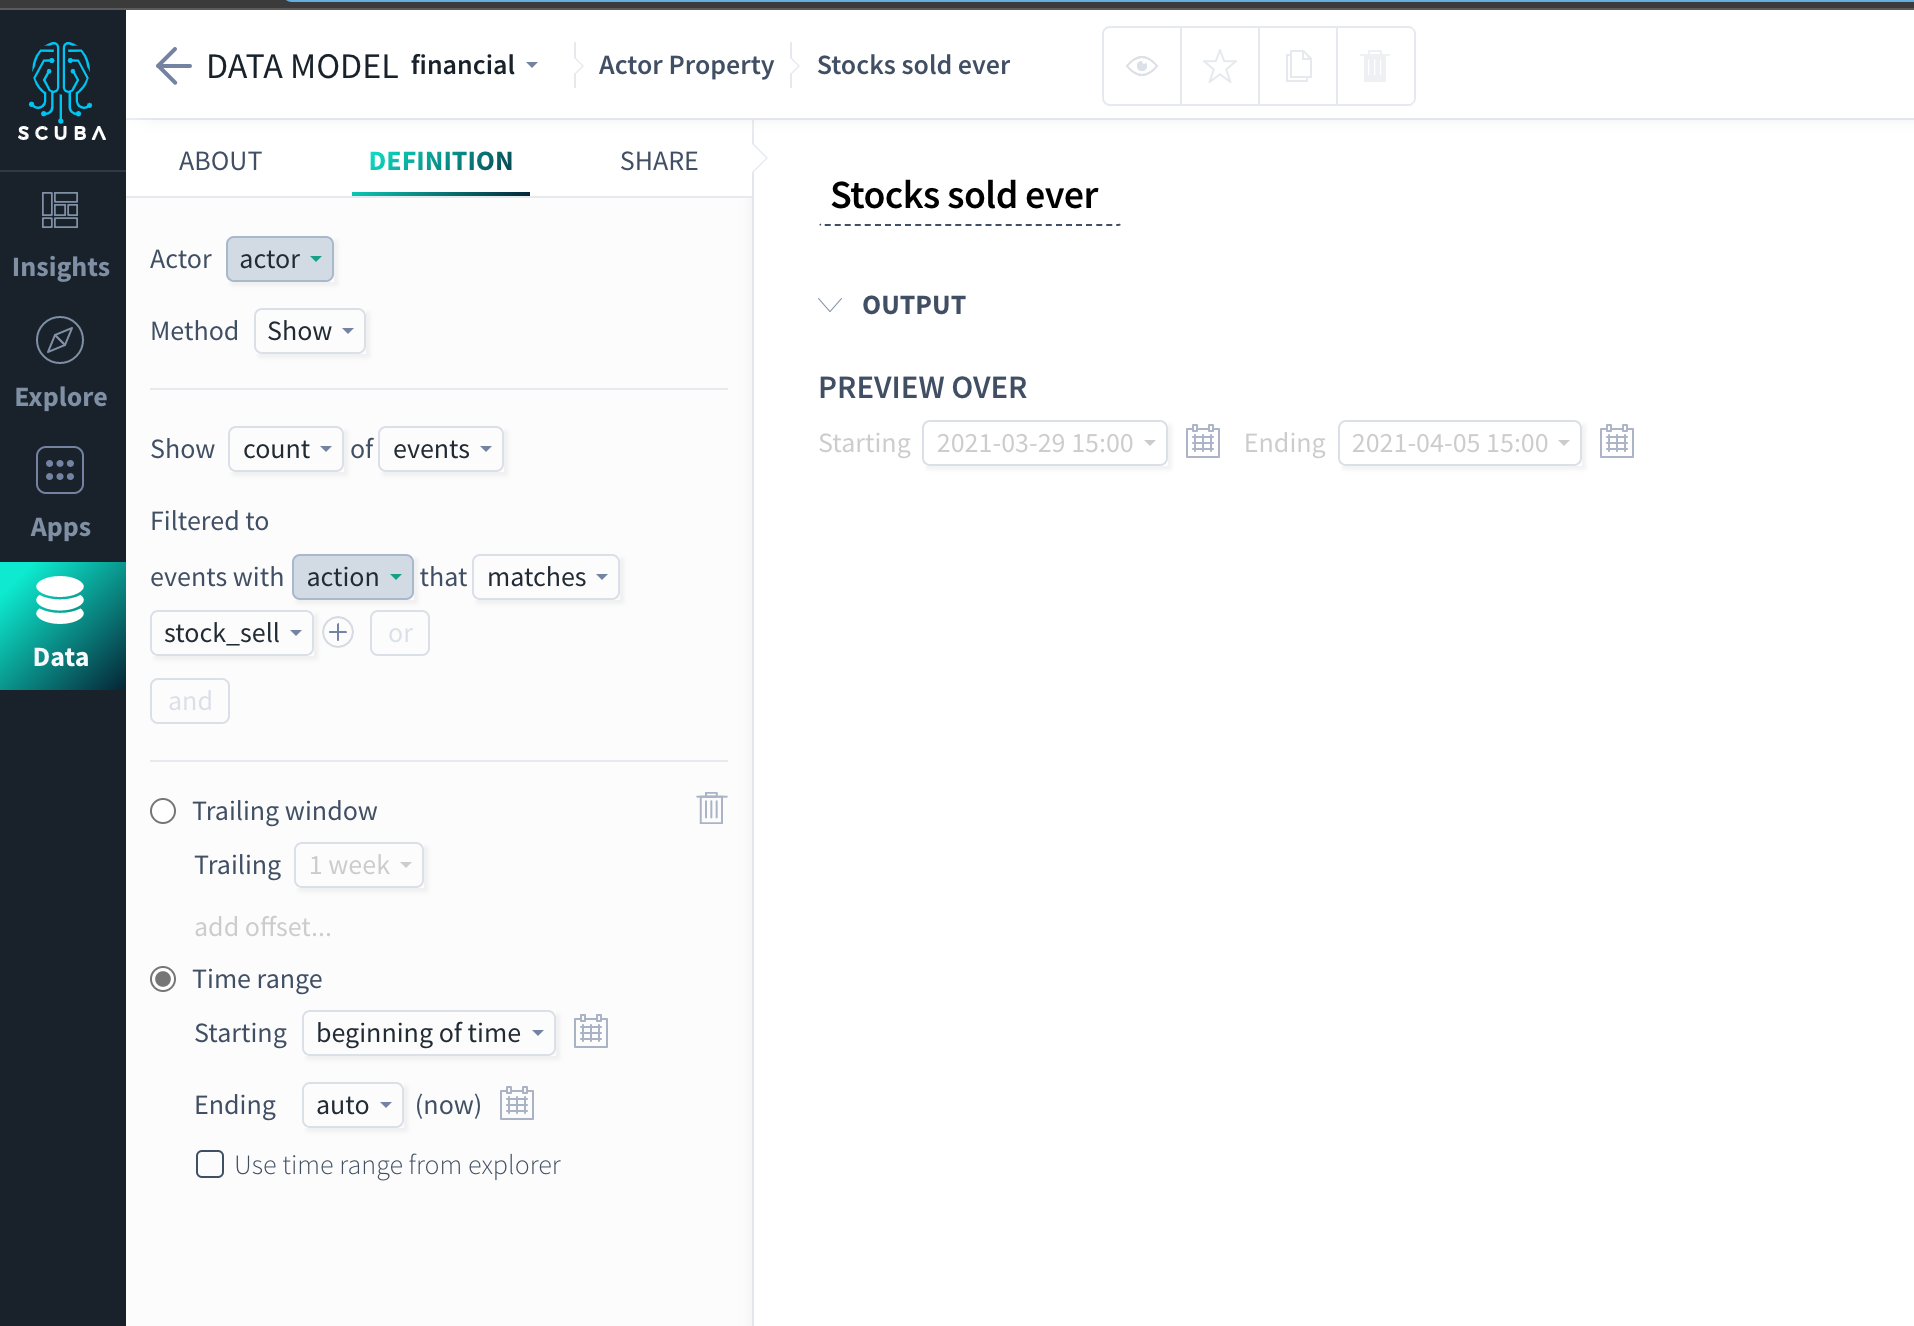 SCUBA
Insights
Explore
Apps
Data
DATA MODEL financial Actor Property Stocks sold ever
ABOUT DEFINITION SHARE
Actor actor
Method Show
Show count of events
Filtered to
events with action that matches
stock_sell or
and
Trailing window
Trailing 1 week
add offset...
Time range
Starting beginning of time
Ending auto (now)
Use time range from explorer
Stocks sold ever
OUTPUT
PREVIEW OVER
Starting 2021-03-29 15:00 Ending 2021-04-05 15:00